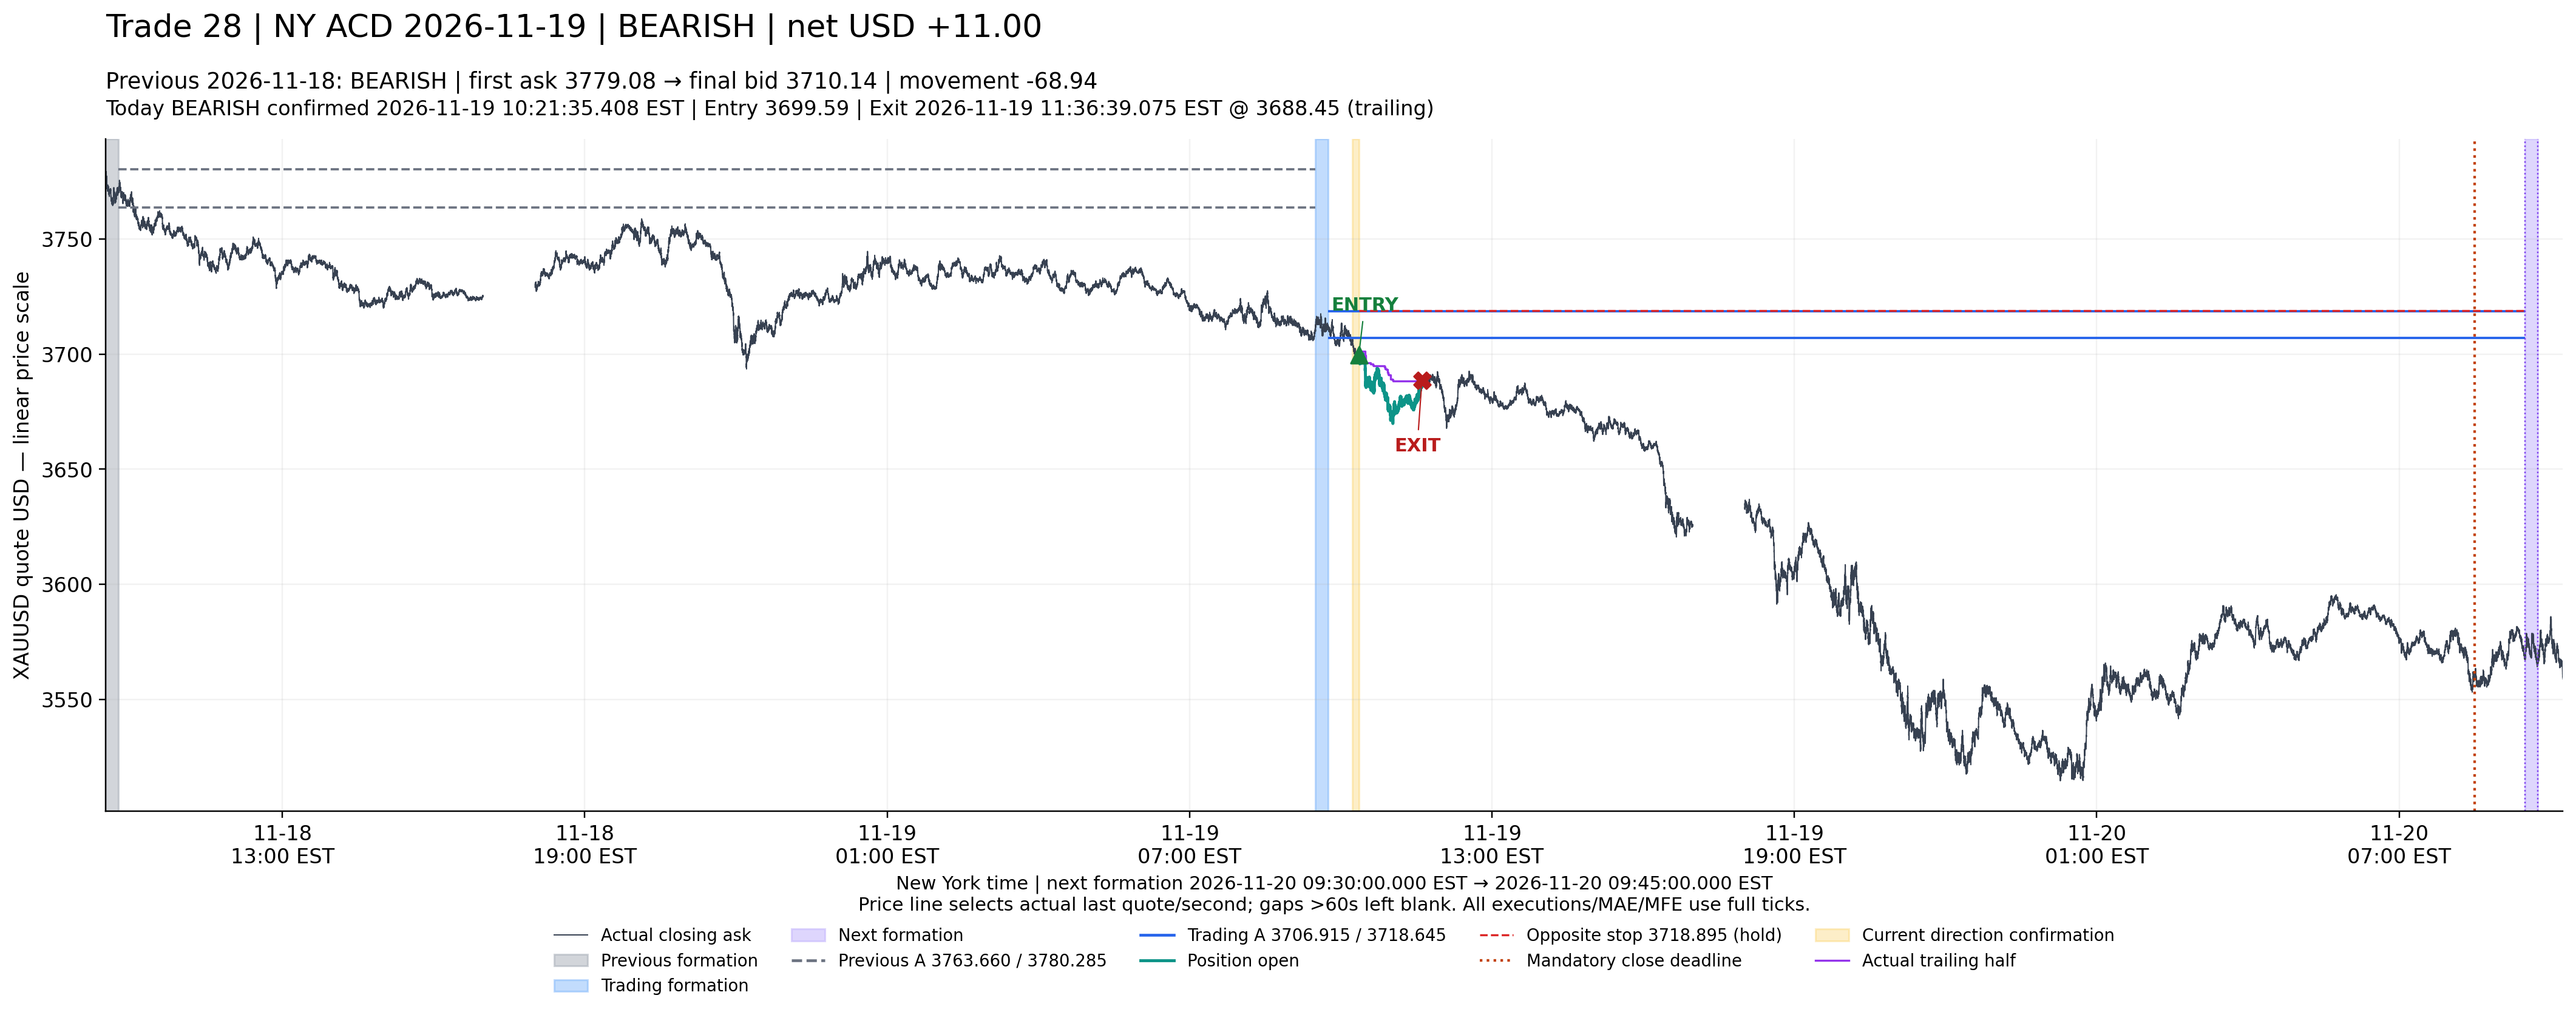 Trade 28 | NY ACD 2026-11-19 | BEARISH | net USD +11.00
Previous 2026-11-18: BEARISH | first ask 3779.08 → final bid 3710.14 | movement -68.94
Today BEARISH confirmed 2026-11-19 10:21:35.408 EST | Entry 3699.59 | Exit 2026-11-19 11:36:39.075 EST @ 3688.45 (trailing)
XAUUSD quote USD — linear price scale
3750
3700
3650
3600
3550
ENTRY
EXIT
11-18
13:00 EST
11-18
19:00 EST
11-19
01:00 EST
11-19
07:00 EST
11-19
13:00 EST
11-19
19:00 EST
11-20
01:00 EST
11-20
07:00 EST
New York time | next formation 2026-11-20 09:30:00.000 EST → 2026-11-20 09:45:00.000 EST
Price line selects actual last quote/second; gaps >60s left blank. All executions/MAE/MFE use full ticks.
Actual closing ask
Previous formation
Trading formation
Next formation
Previous A 3763.660 / 3780.285
Trading A 3706.915 / 3718.645
Position open
Opposite stop 3718.895 (hold)
Mandatory close deadline
Current direction confirmation
Actual trailing half